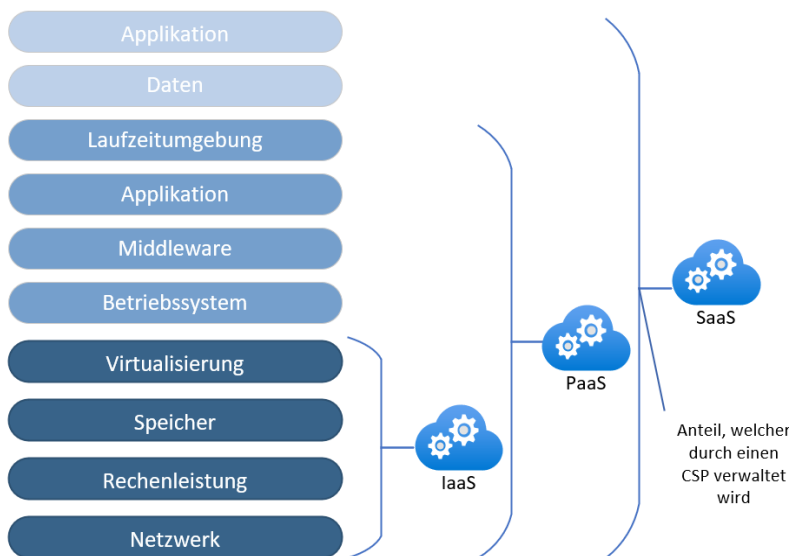 Applikation
Daten
Laufzeitumgebung
Applikation
Middleware
Betriebssystem
Virtualisierung
Speicher
Rechenleistung
Netzwerk
IaaS
PaaS
SaaS
Anteil, welcher
durch einen
CSP verwaltet
wird